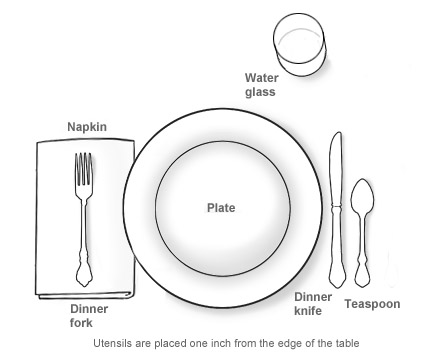 Water
glass
Napkin
Plate
Dinner
fork
Dinner
knife
Teaspoon
Utensils are placed one inch from the edge of the table